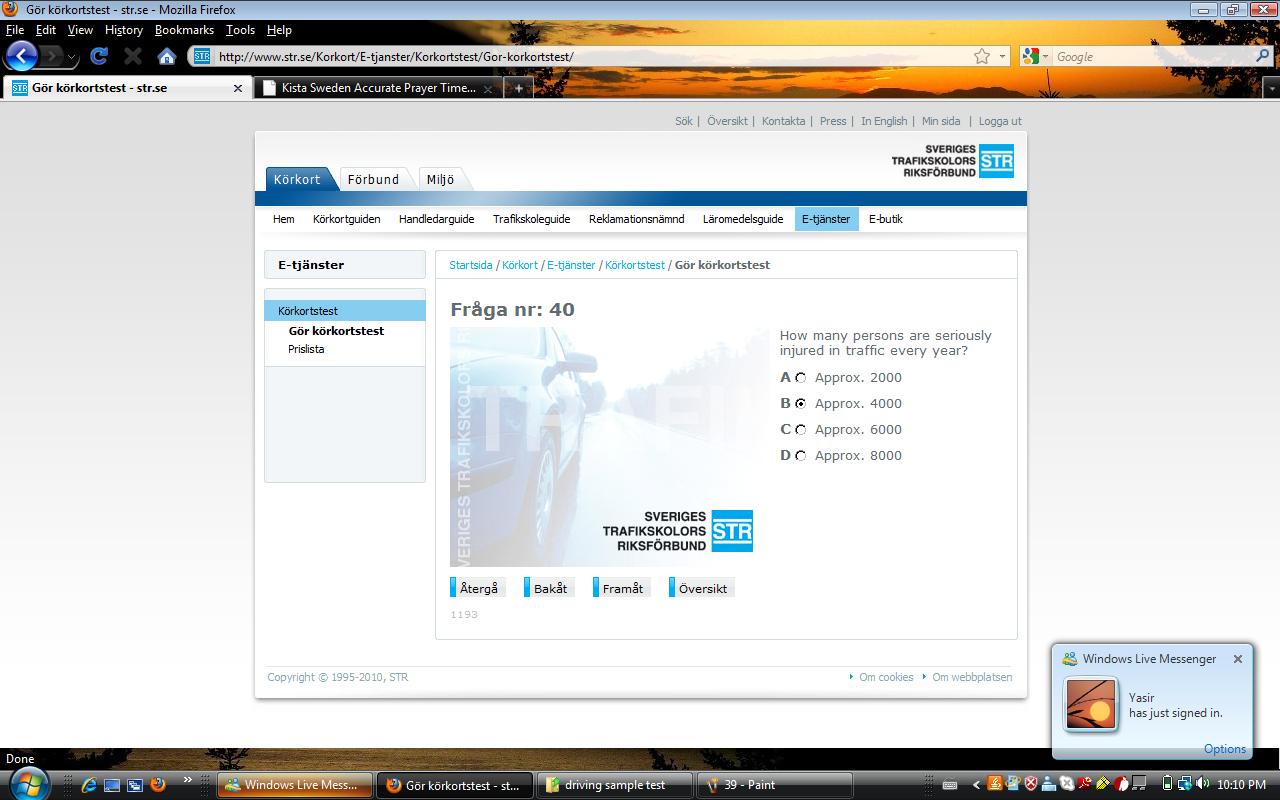 Gör körkortstest - str.se - Mozilla Firefox
File Edit View History Bookmarks Tools Help
STR http://www.str.se/Korkort/E-tjanster/Korkortstest/Gor-korkortstest/ Google
STR Gör körkortstest - str.se Kista Sweden Accurate Prayer Time...
Sök | Översikt | Kontakta | Press | In English | Min sida | Logga ut
SVERIGES
TRAFIKSKOLORS STR
RIKSFÖRBUND
Körkort Förbund Miljö
Hem Körkortguiden Handledarguide Trafikskoleguide Reklamationsnämnd Läromedelsguide E-tjänster E-butik
E-tjänster
Körkortstest
Gör körkortstest
Prislista
Startsida / Körkort / E-tjänster / Körkortstest / Gör körkortstest
Fråga nr: 40
VERIGES TRAFIKSKOLORS R
TRAFI
SVERIGES
TRAFIKSKOLORS STR
RIKSFÖRBUND
How many persons are seriously
injured in traffic every year?
A Approx. 2000
B Approx. 4000
C Approx. 6000
D Approx. 8000
Återgå Bakåt Framåt Översikt
1193
Copyright © 1995-2010, STR Om cookies Om webbplatsen
Windows Live Messenger
Yasir
has just signed in.
Options
Done
Windows Live Mess... Gör körkortstest - st... driving sample test 39 - Paint 10:10 PM